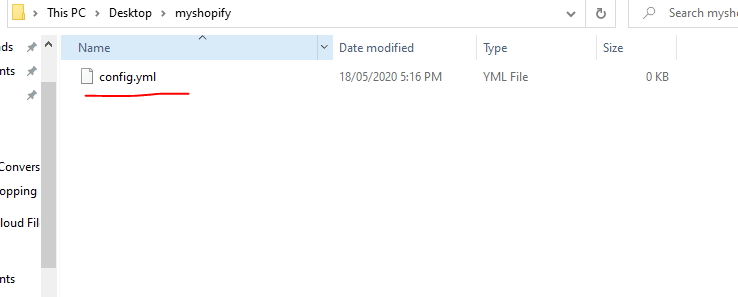 This PC > Desktop > myshopify
Search mysho
Name Date modified Type Size
config.yml 18/05/2020 5:16 PM YML File 0 KB
ads
nts
Convers
opping
loud Fil
nts